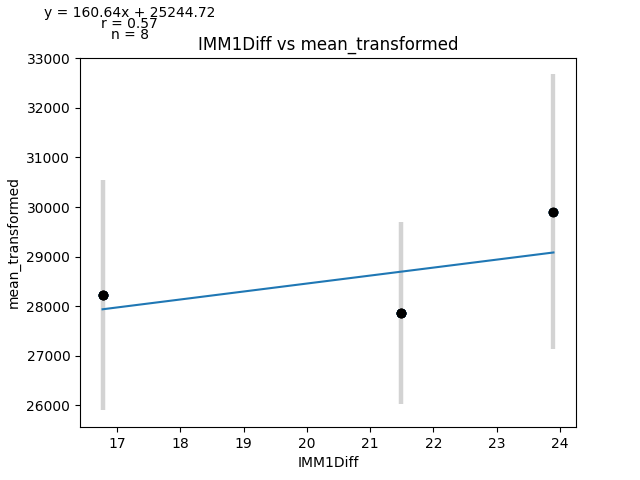 y = 160.64x + 25244.72
r = 0.57
n = 8
IMM1Diff vs mean_transformed
33000
32000
31000
30000
29000
28000
27000
26000
mean_transformed
17 18 19 20 21 22 23 24
IMM1Diff